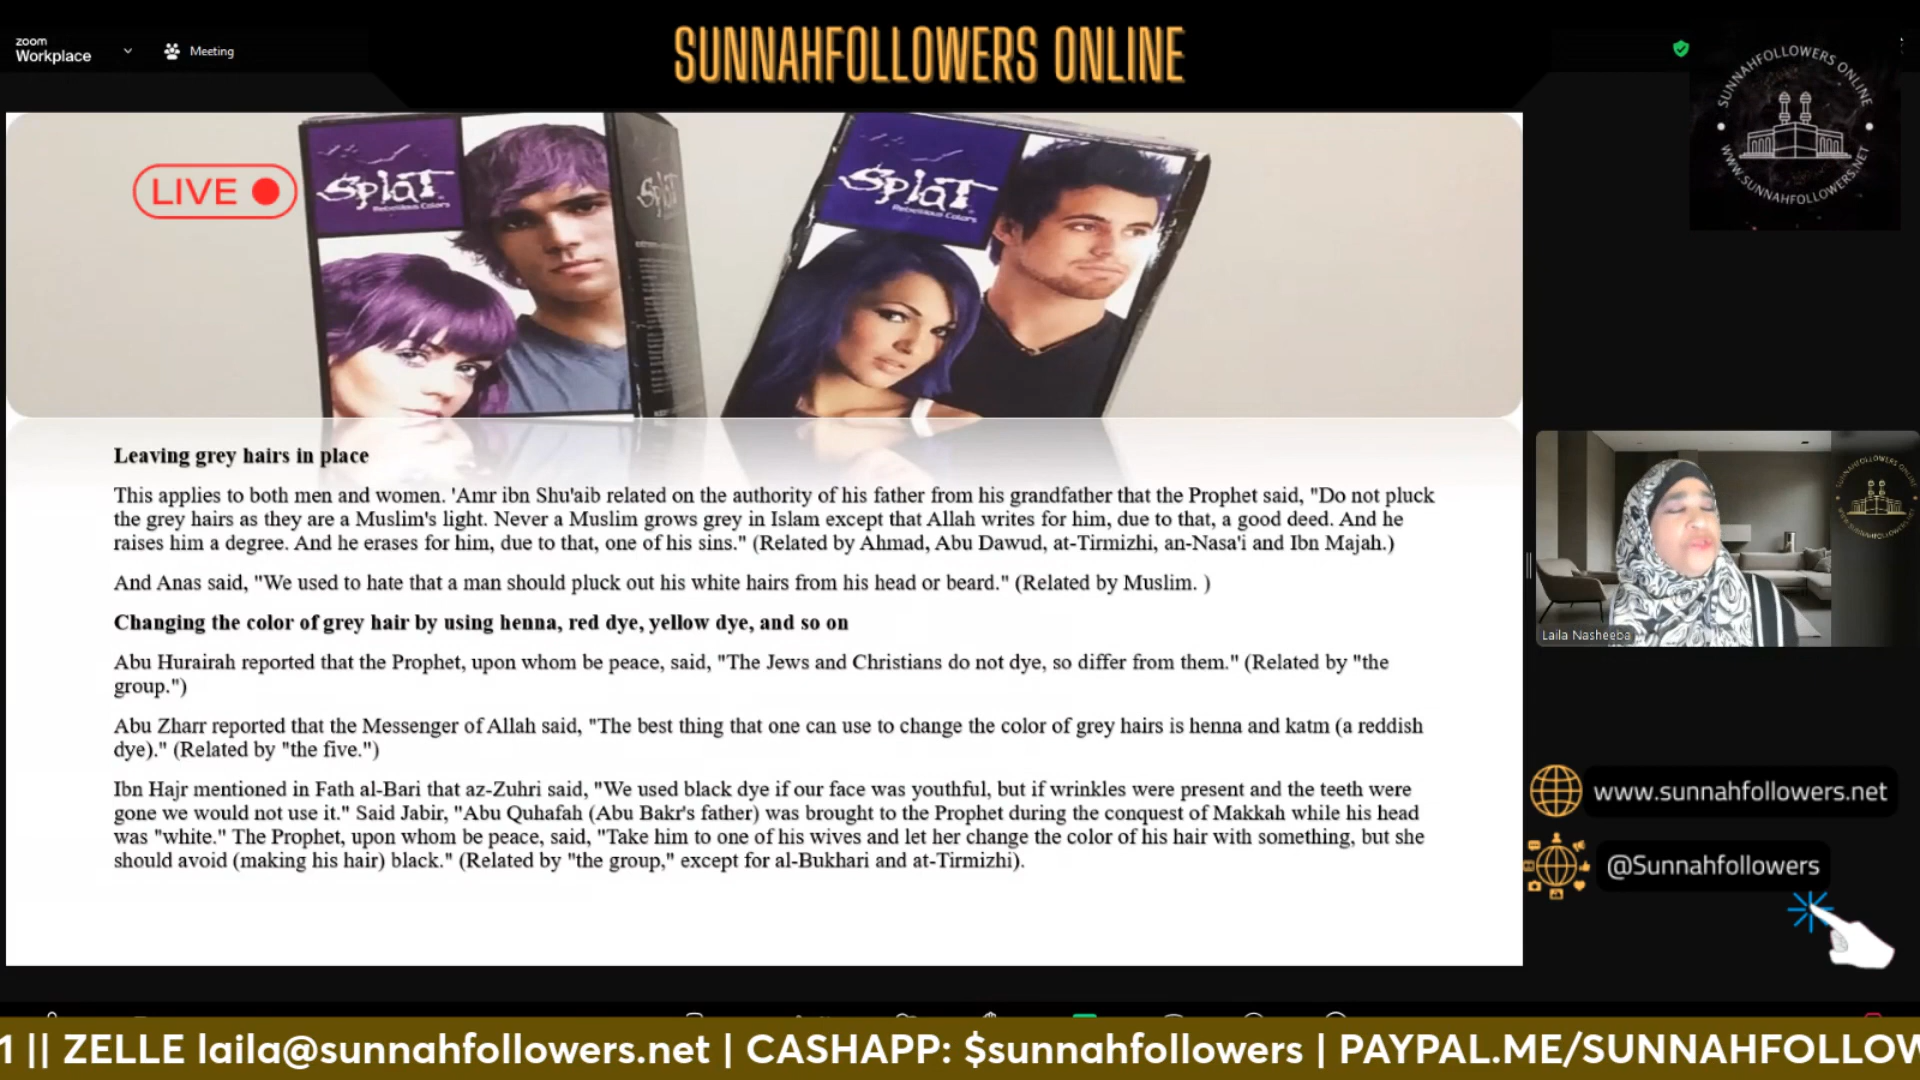 zoom
Workplace
Meeting
SUNNAHFOLLOWERS ONLINE
SUNNAHFOLLOWERS ONLINE
WWW.SUNNAHFOLLOWERS.NET
LIVE
Splat
Rebellious Colors
Splat
Splat
Rebellious Colors
Leaving grey hairs in place
This applies to both men and women. 'Amr ibn Shu'aib related on the authority of his father from his grandfather that the Prophet said, "Do not pluck
the grey hairs as they are a Muslim's light. Never a Muslim grows grey in Islam except that Allah writes for him, due to that, a good deed. And he
raises him a degree. And he erases for him, due to that, one of his sins." (Related by Ahmad, Abu Dawud, at-Tirmizhi, an-Nasa'i and Ibn Majah.)
And Anas said, "We used to hate that a man should pluck out his white hairs from his head or beard." (Related by Muslim. )
Changing the color of grey hair by using henna, red dye, yellow dye, and so on
Abu Hurairah reported that the Prophet, upon whom be peace, said, "The Jews and Christians do not dye, so differ from them." (Related by "the
group.")
Abu Zharr reported that the Messenger of Allah said, "The best thing that one can use to change the color of grey hairs is henna and katm (a reddish
dye)." (Related by "the five.")
Ibn Hajr mentioned in Fath al-Bari that az-Zuhri said, "We used black dye if our face was youthful, but if wrinkles were present and the teeth were
gone we would not use it." Said Jabir, "Abu Quhafah (Abu Bakr's father) was brought to the Prophet during the conquest of Makkah while his head
was "white." The Prophet, upon whom be peace, said, "Take him to one of his wives and let her change the color of his hair with something, but she
should avoid (making his hair) black." (Related by "the group," except for al-Bukhari and at-Tirmizhi).
SUNNAHFOLLOWERS ONLINE
WWW.SUNNAHFOLLOWERS.NET
Laila Nasheeba
www.sunnahfollowers.net
@Sunnahfollowers
1 || ZELLE laila@sunnahfollowers.net | CASHAPP: $sunnahfollowers | PAYPAL.ME/SUNNAHFOLLOW